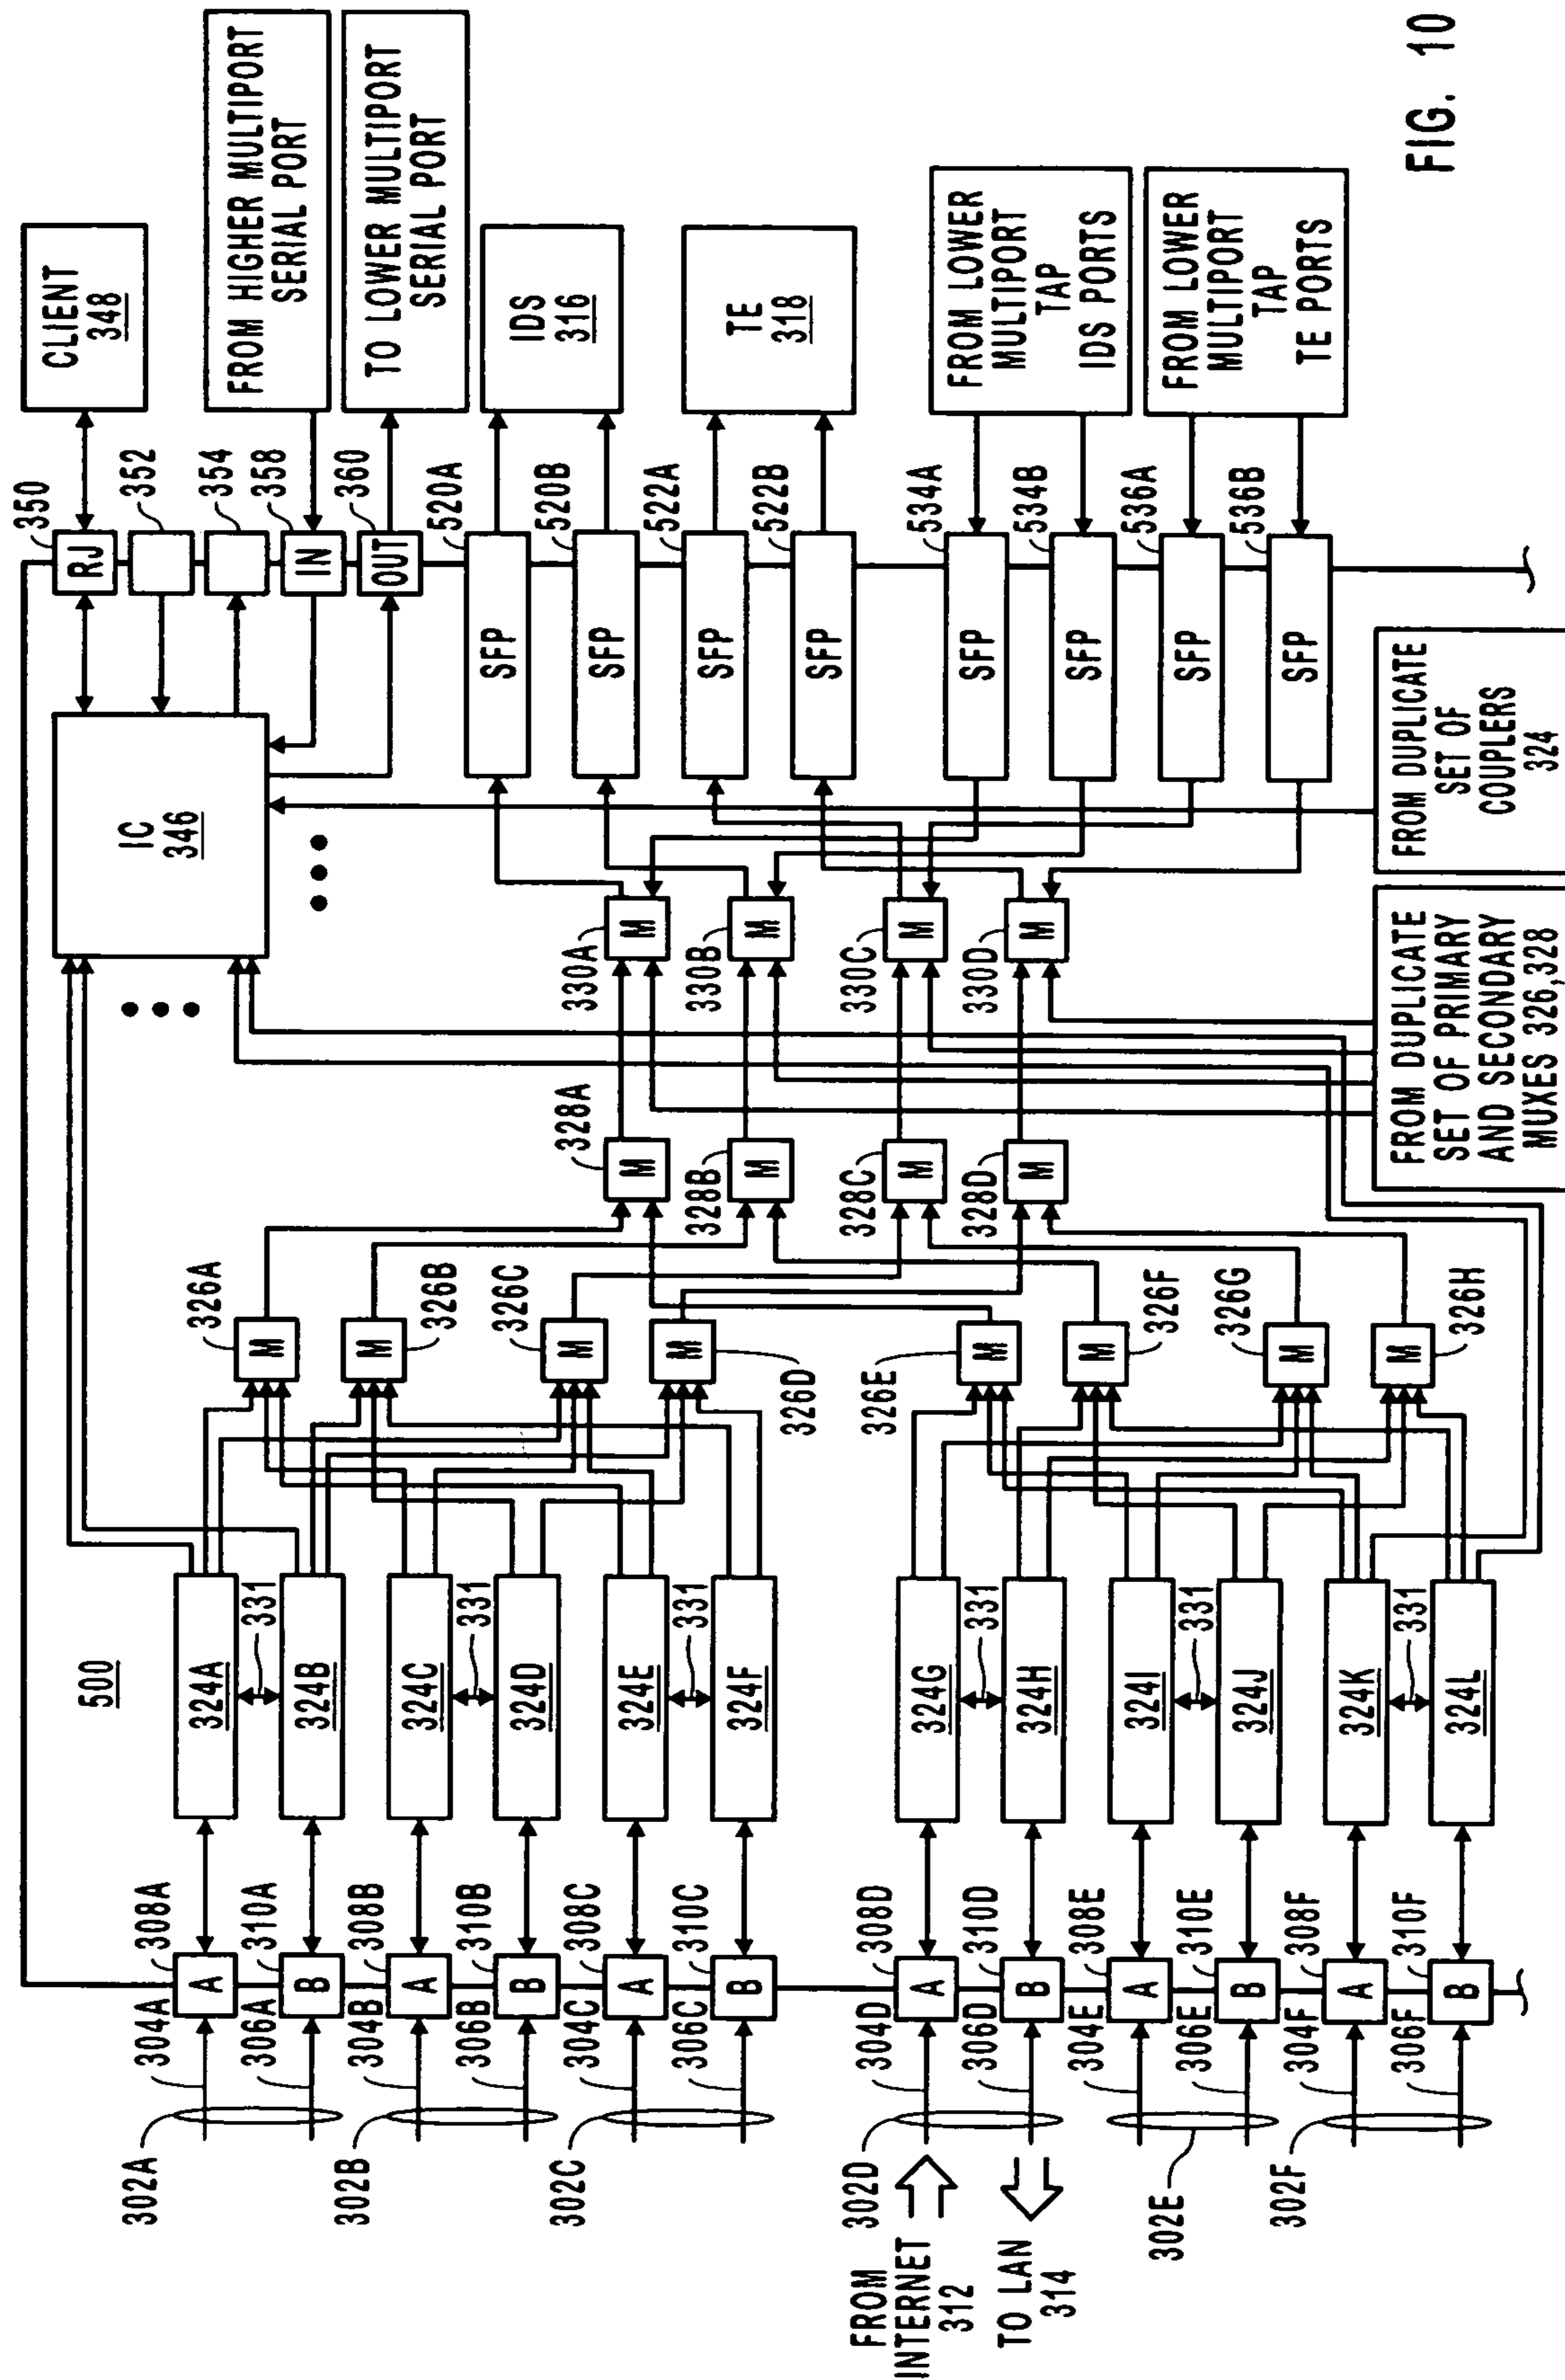 500
302A
304A
306A
308A
310A
A
B
302B
304B
306B
308B
310B
A
B
302C
304C
306C
308C
310C
A
B
302D
304D
306D
308D
310D
A
B
FROM
INTERNET
312
TO LAN
314
302E
304E
306E
308E
310E
A
B
302F
304F
306F
308F
310F
A
B
324A
331
324B
324C
331
324D
324E
331
324F
324G
331
324H
324I
331
324J
324K
331
324L
326A
M
326B
M
326C
M
326D
M
326E
M
326F
M
326G
M
326H
M
328A
M
328B
M
328C
M
328D
M
330A
M
330B
M
330C
M
330D
M
IC
346
350
RJ
352
354
358
IN
360
OUT
520A
SFP
520B
SFP
522A
SFP
522B
SFP
534A
SFP
534B
SFP
536A
SFP
536B
SFP
CLIENT
348
FROM HIGHER MULTIPORT
SERIAL PORT
TO LOWER MULTIPORT
SERIAL PORT
IDS
316
TE
318
FROM LOWER
MULTIPORT
TAP
IDS PORTS
FROM LOWER
MULTIPORT
TAP
TE PORTS
FROM DUPLICATE
SET OF
COUPLERS
324
FROM DUPLICATE
SET OF PRIMARY
AND SECONDARY
MUXES 326,328
FIG. 10